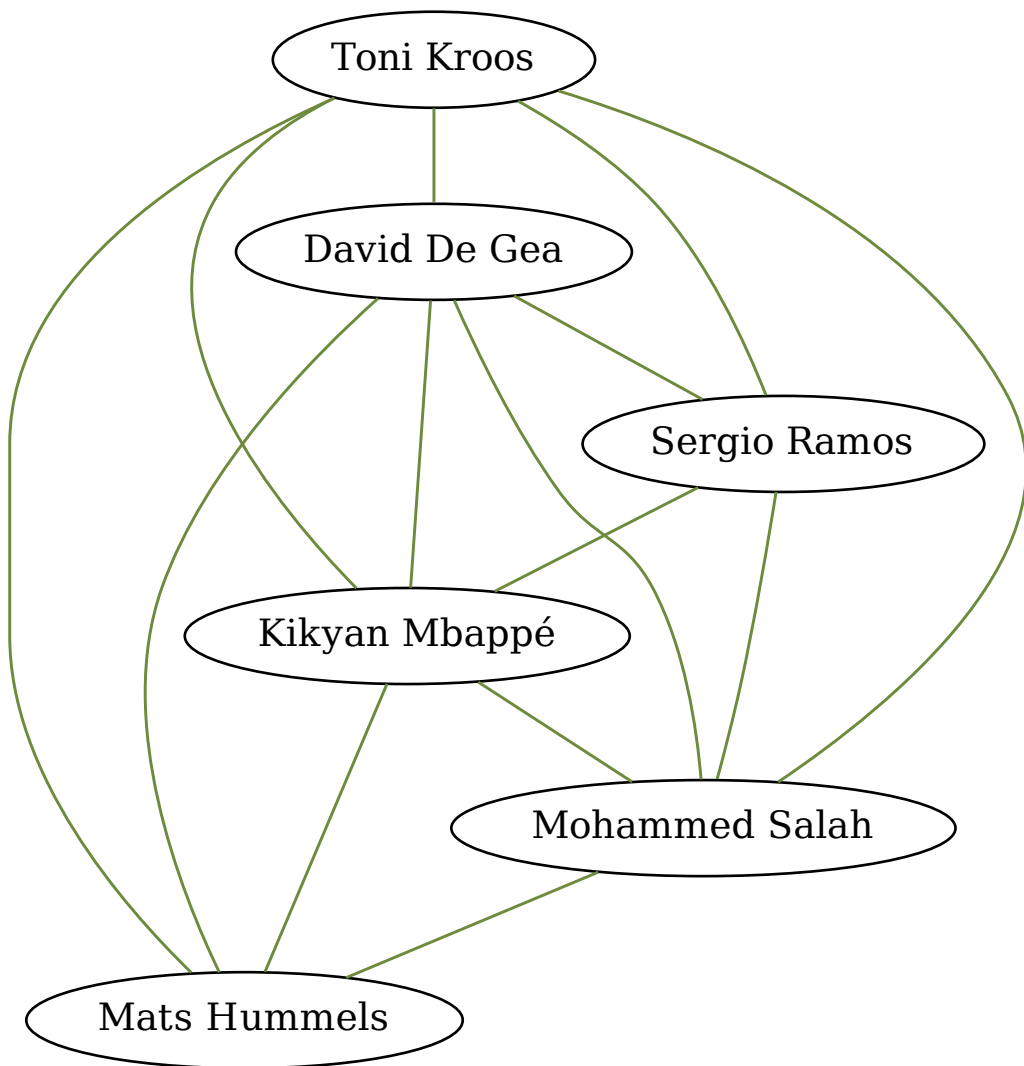 Toni Kroos
David De Gea
Sergio Ramos
Kikyan Mbappé
Mohammed Salah
Mats Hummels